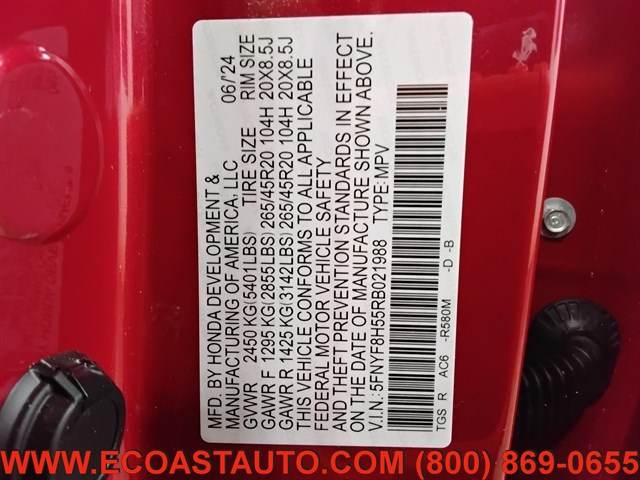 MFD. BY HONDA DEVELOPMENT & 06/'24
MANUFACTURING OF AMERICA, LLC
GVWR 2450 KG(5401LBS) TIRE SIZE RIM SIZE
GAWR F 1295 KG(2855LBS) 265/45R20 104H 20X8.5J
GAWR R 1425 KG(3142LBS) 265/45R20 104H 20X8.5J
THIS VEHICLE CONFORMS TO ALL APPLICABLE
FEDERAL MOTOR VEHICLE SAFETY
AND THEFT PREVENTION STANDARDS IN EFFECT
ON THE DATE OF MANUFACTURE SHOWN ABOVE.
V.I.N.: 5FNYF8H55RB021988 TYPE: MPV
TGS R AC6 -R580M -D -B
WWW.ECOASTAUTO.COM (800) 869-0655